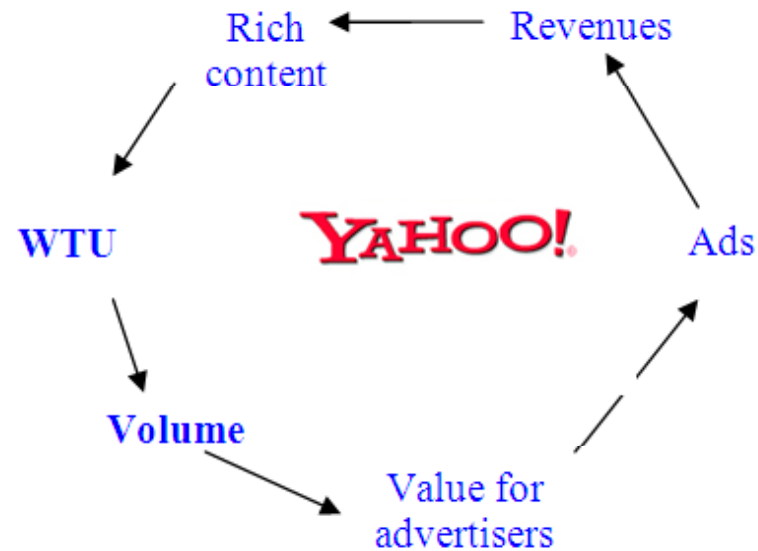 Rich
content
Revenues
WTU
YAHOO!
Ads
Volume
Value for
advertisers